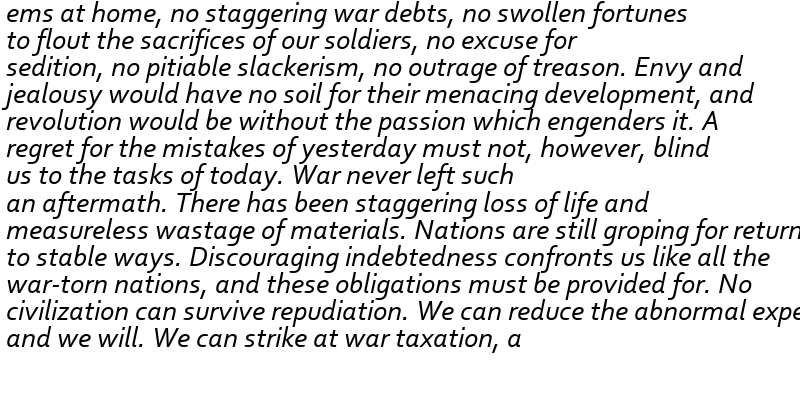 ems at home, no staggering war debts, no swollen fortunes
to flout the sacrifices of our soldiers, no excuse for
sedition, no pitiable slackerism, no outrage of treason. Envy and
jealousy would have no soil for their menacing development, and
revolution would be without the passion which engenders it. A
regret for the mistakes of yesterday must not, however, blind
us to the tasks of today. War never left such
an aftermath. There has been staggering loss of life and
measureless wastage of materials. Nations are still groping for return
to stable ways. Discouraging indebtedness confronts us like all the
war-torn nations, and these obligations must be provided for. No
civilization can survive repudiation. We can reduce the abnormal expe
and we will. We can strike at war taxation, a